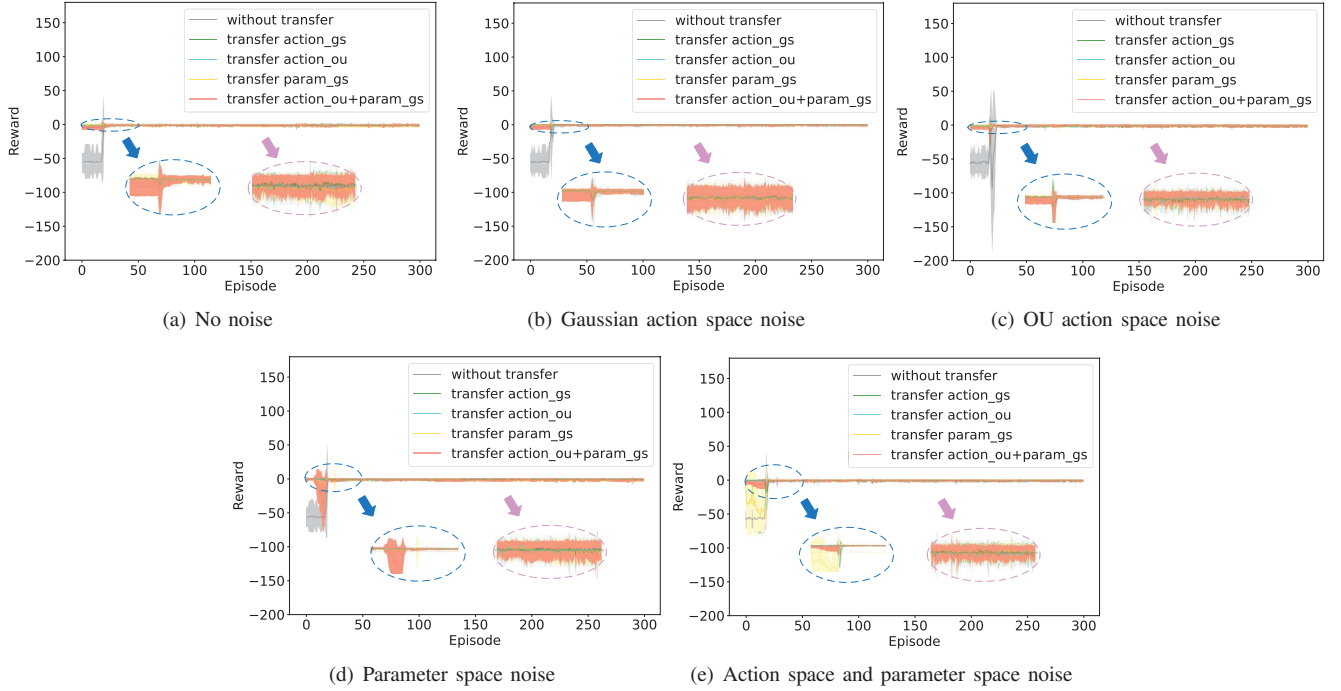 150
100
50
0
−50
−100
−150
−200
Reward
0 50 100 150 200 250 300
Episode
without transfer
transfer action_gs
transfer action_ou
transfer param_gs
transfer action_ou+param_gs
(a) No noise
150
100
50
0
−50
−100
−150
−200
Reward
0 50 100 150 200 250 300
Episode
without transfer
transfer action_gs
transfer action_ou
transfer param_gs
transfer action_ou+param_gs
(b) Gaussian action space noise
150
100
50
0
−50
−100
−150
−200
Reward
0 50 100 150 200 250 300
Episode
without transfer
transfer action_gs
transfer action_ou
transfer param_gs
transfer action_ou+param_gs
(c) OU action space noise
150
100
50
0
−50
−100
−150
−200
Reward
0 50 100 150 200 250 300
Episode
without transfer
transfer action_gs
transfer action_ou
transfer param_gs
transfer action_ou+param_gs
(d) Parameter space noise
150
100
50
0
−50
−100
−150
−200
Reward
0 50 100 150 200 250 300
Episode
without transfer
transfer action_gs
transfer action_ou
transfer param_gs
transfer action_ou+param_gs
(e) Action space and parameter space noise